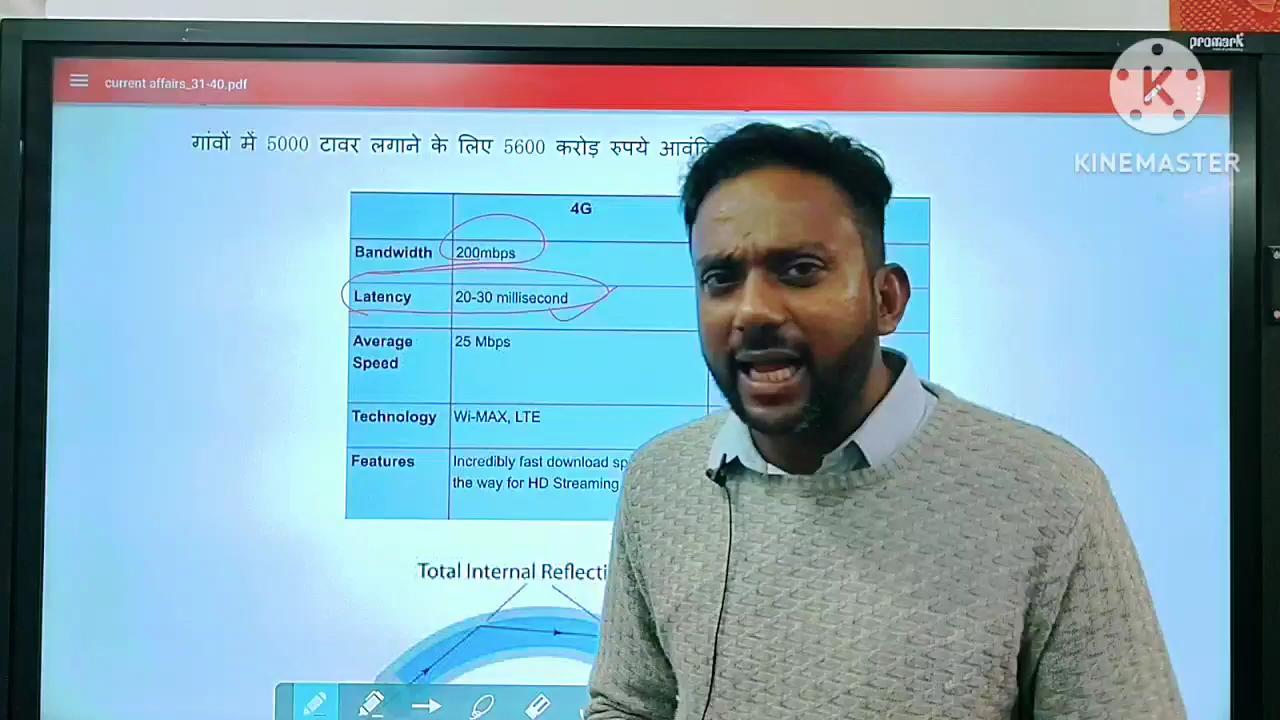 promark
current affairs_31-40.pdf
KINEMASTER
गांवों में 5000 टावर लगाने के लिए 5600 करोड़ रुपये
4G
Bandwidth 200mbps
Latency 20-30 millisecond
Average Speed 25 Mbps
Technology Wi-MAX, LTE
Features Incredibly fast download
the way for HD Streaming
Total Internal